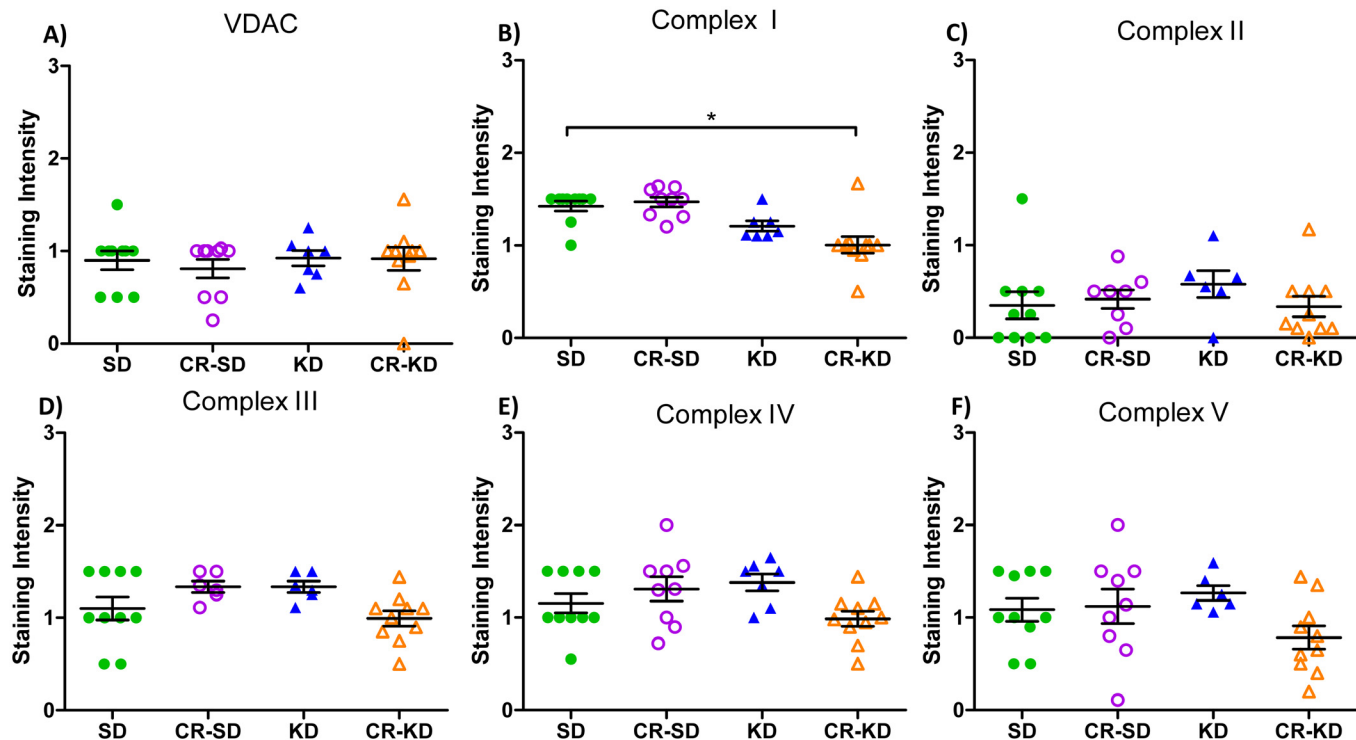 A) VDAC
Staining Intensity
3
2
1
0
SD CR-SD KD CR-KD
B) Complex I
Staining Intensity
3
2
1
0
*
SD CR-SD KD CR-KD
C) Complex II
Staining Intensity
3
2
1
0
SD CR-SD KD CR-KD
D) Complex III
Staining Intensity
3
2
1
0
SD CR-SD KD CR-KD
E) Complex IV
Staining Intensity
3
2
1
0
SD CR-SD KD CR-KD
F) Complex V
Staining Intensity
3
2
1
0
SD CR-SD KD CR-KD